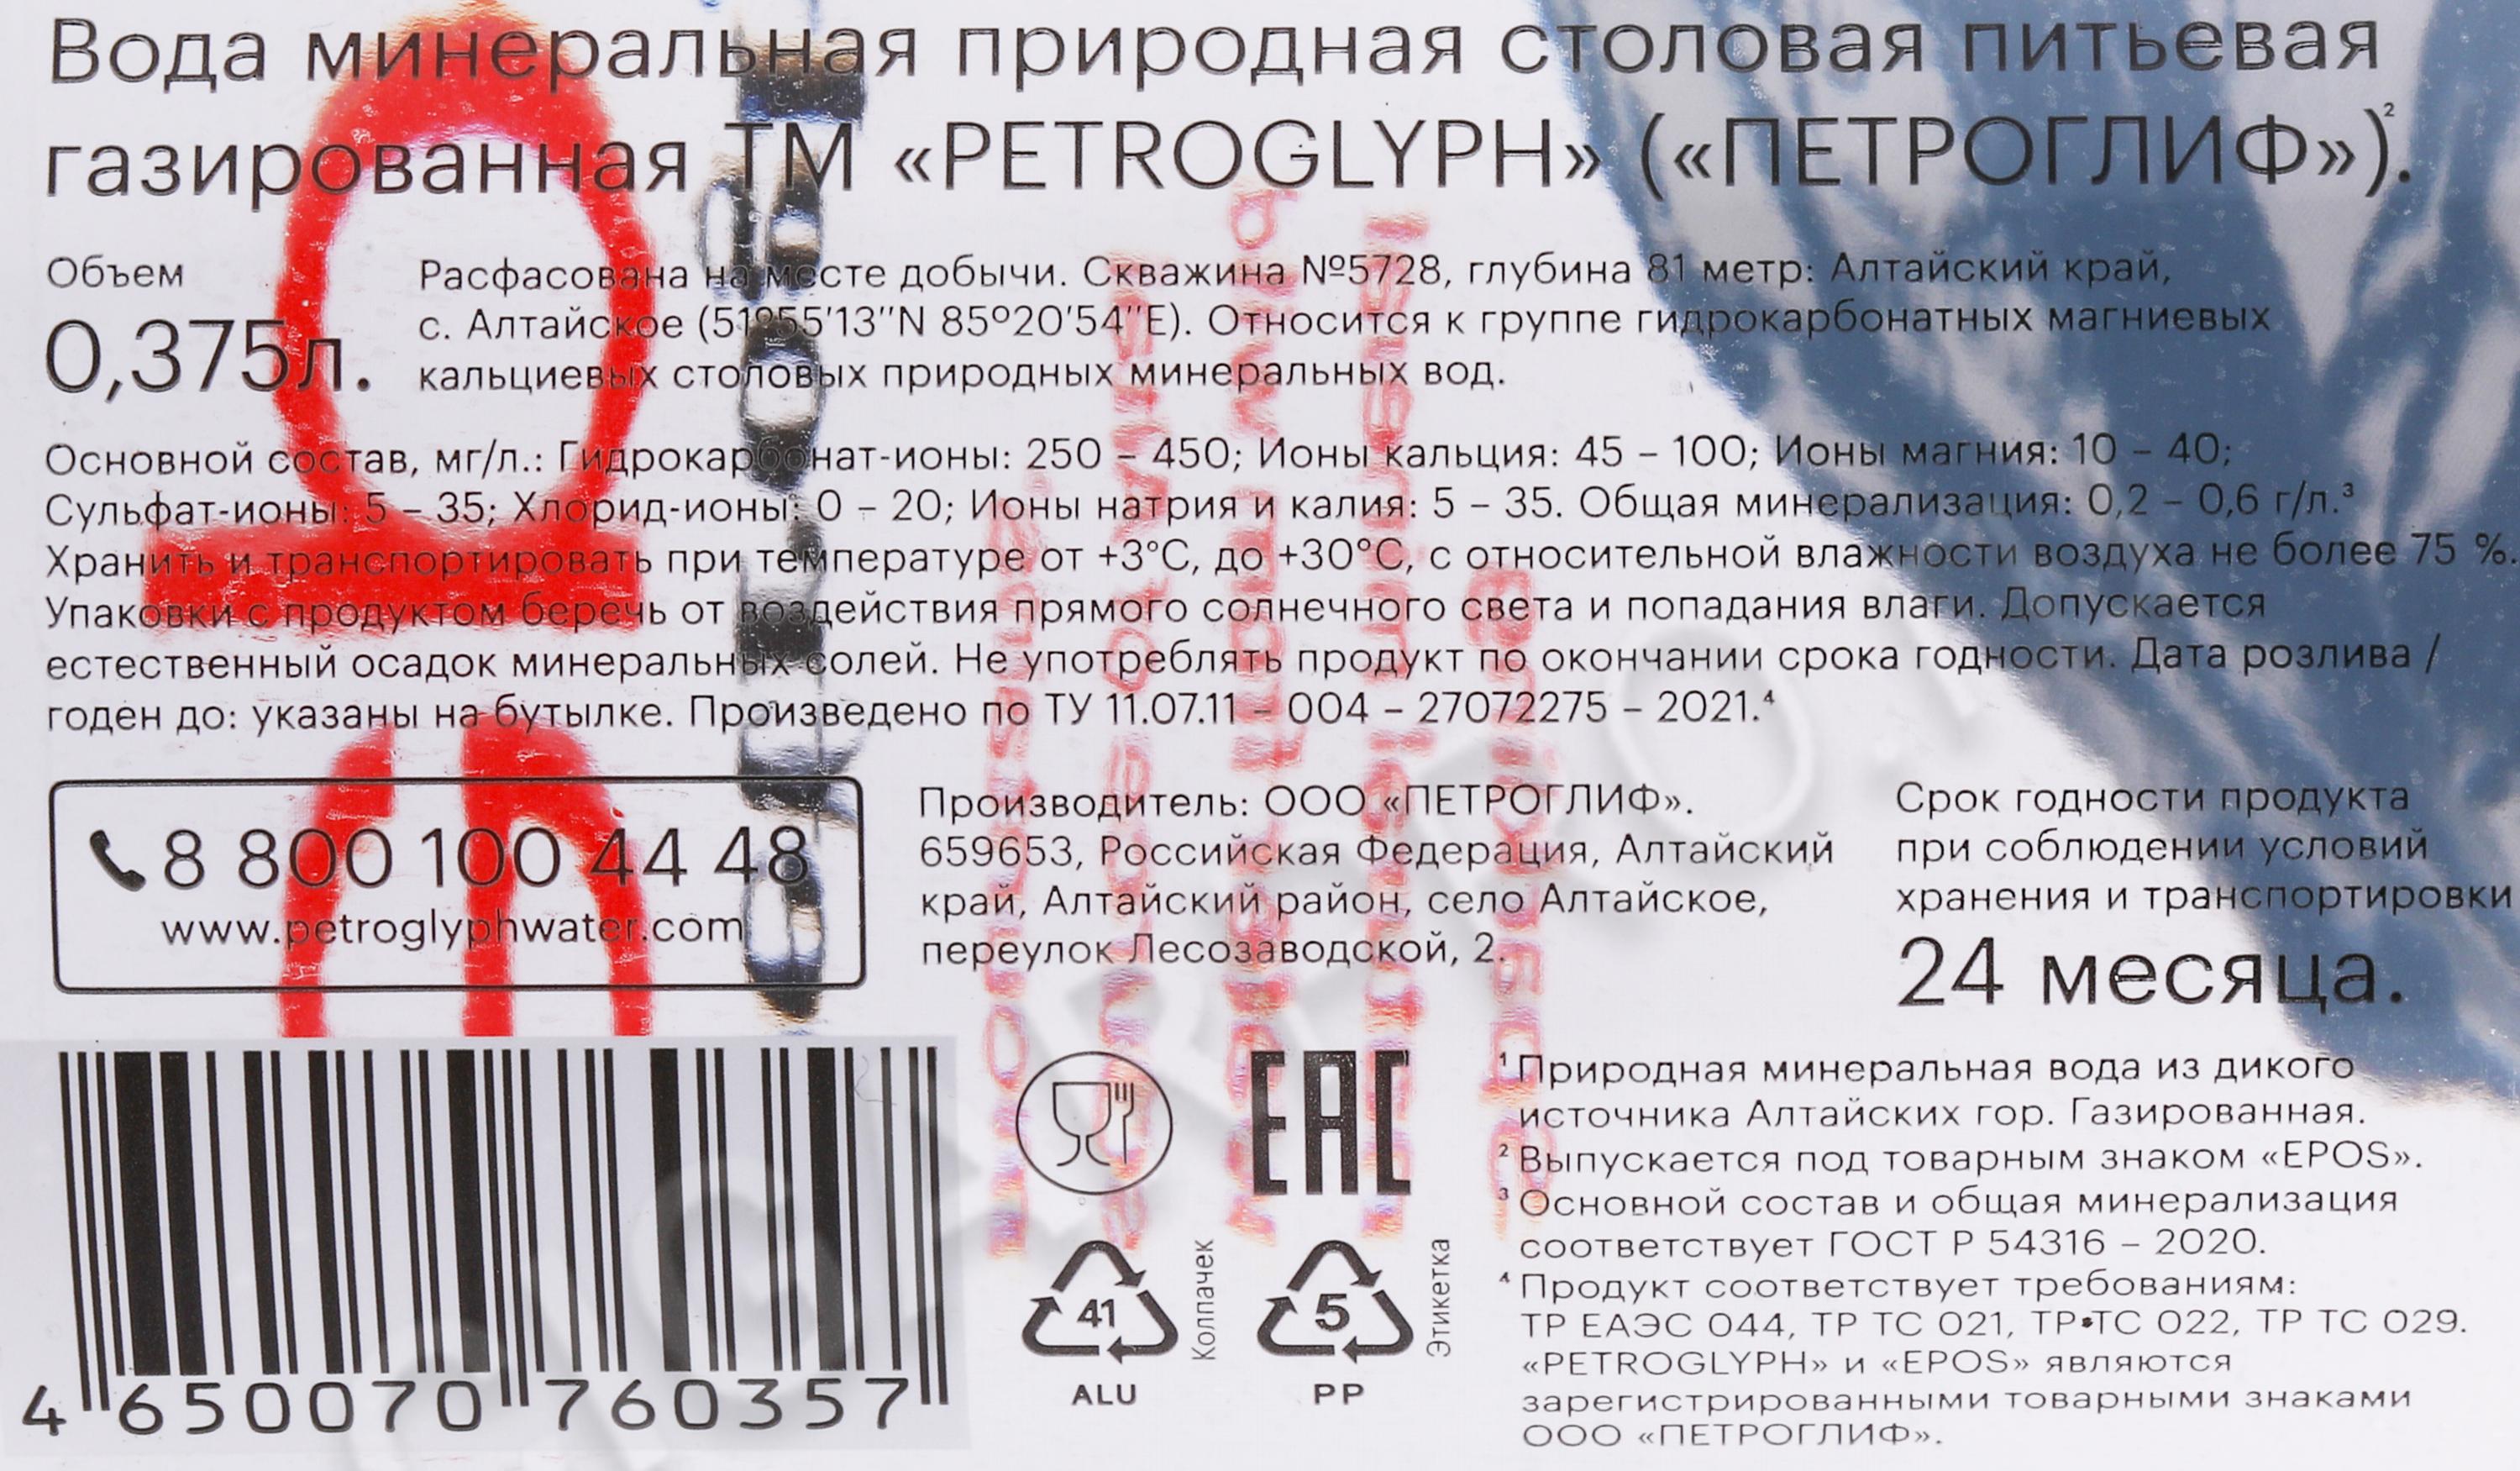 Вода минеральная природная столовая питьевая
газированная ТМ «PETROGLYPH» («ПЕТРОГЛИФ»)².
Объем
0,375л.
Расфасована на месте добычи. Скважина №5728, глубина 81 метр: Алтайский край,
с. Алтайское (51°55'13''N 85°20'54''E). Относится к группе гидрокарбонатных магниевых
кальциевых столовых природных минеральных вод.
Основной состав, мг/л.: Гидрокарбонат-ионы: 250 – 450; Ионы кальция: 45 – 100; Ионы магния: 10 – 40;
Сульфат-ионы: 5 – 35; Хлорид-ионы: 0 – 20; Ионы натрия и калия: 5 – 35. Общая минерализация: 0,2 – 0,6 г/л.³
Хранить и транспортировать при температуре от +3°С, до +30°С, с относительной влажности воздуха не более 75 %.
Упаковки с продуктом беречь от воздействия прямого солнечного света и попадания влаги. Допускается
естественный осадок минеральных солей. Не употреблять продукт по окончании срока годности. Дата розлива /
годен до: указаны на бутылке. Произведено по ТУ 11.07.11 – 004 – 27072275 – 2021.⁴
8 800 100 44 48
www.petroglyphwater.com
Производитель: ООО «ПЕТРОГЛИФ».
659653, Российская Федерация, Алтайский
край, Алтайский район, село Алтайское,
переулок Лесозаводской, 2.
Срок годности продукта
при соблюдении условий
хранения и транспортировки
24 месяца.
4 650070 760357
EAC
41
ALU
Колпачек
5
PP
Этикетка
¹ Природная минеральная вода из дикого
источника Алтайских гор. Газированная.
² Выпускается под товарным знаком «EPOS».
³ Основной состав и общая минерализация
соответствует ГОСТ Р 54316 – 2020.
⁴ Продукт соответствует требованиям:
ТР ЕАЭС 044, ТР ТС 021, ТР ТС 022, ТР ТС 029.
«PETROGLYPH» и «EPOS» являются
зарегистрированными товарными знаками
ООО «ПЕТРОГЛИФ».